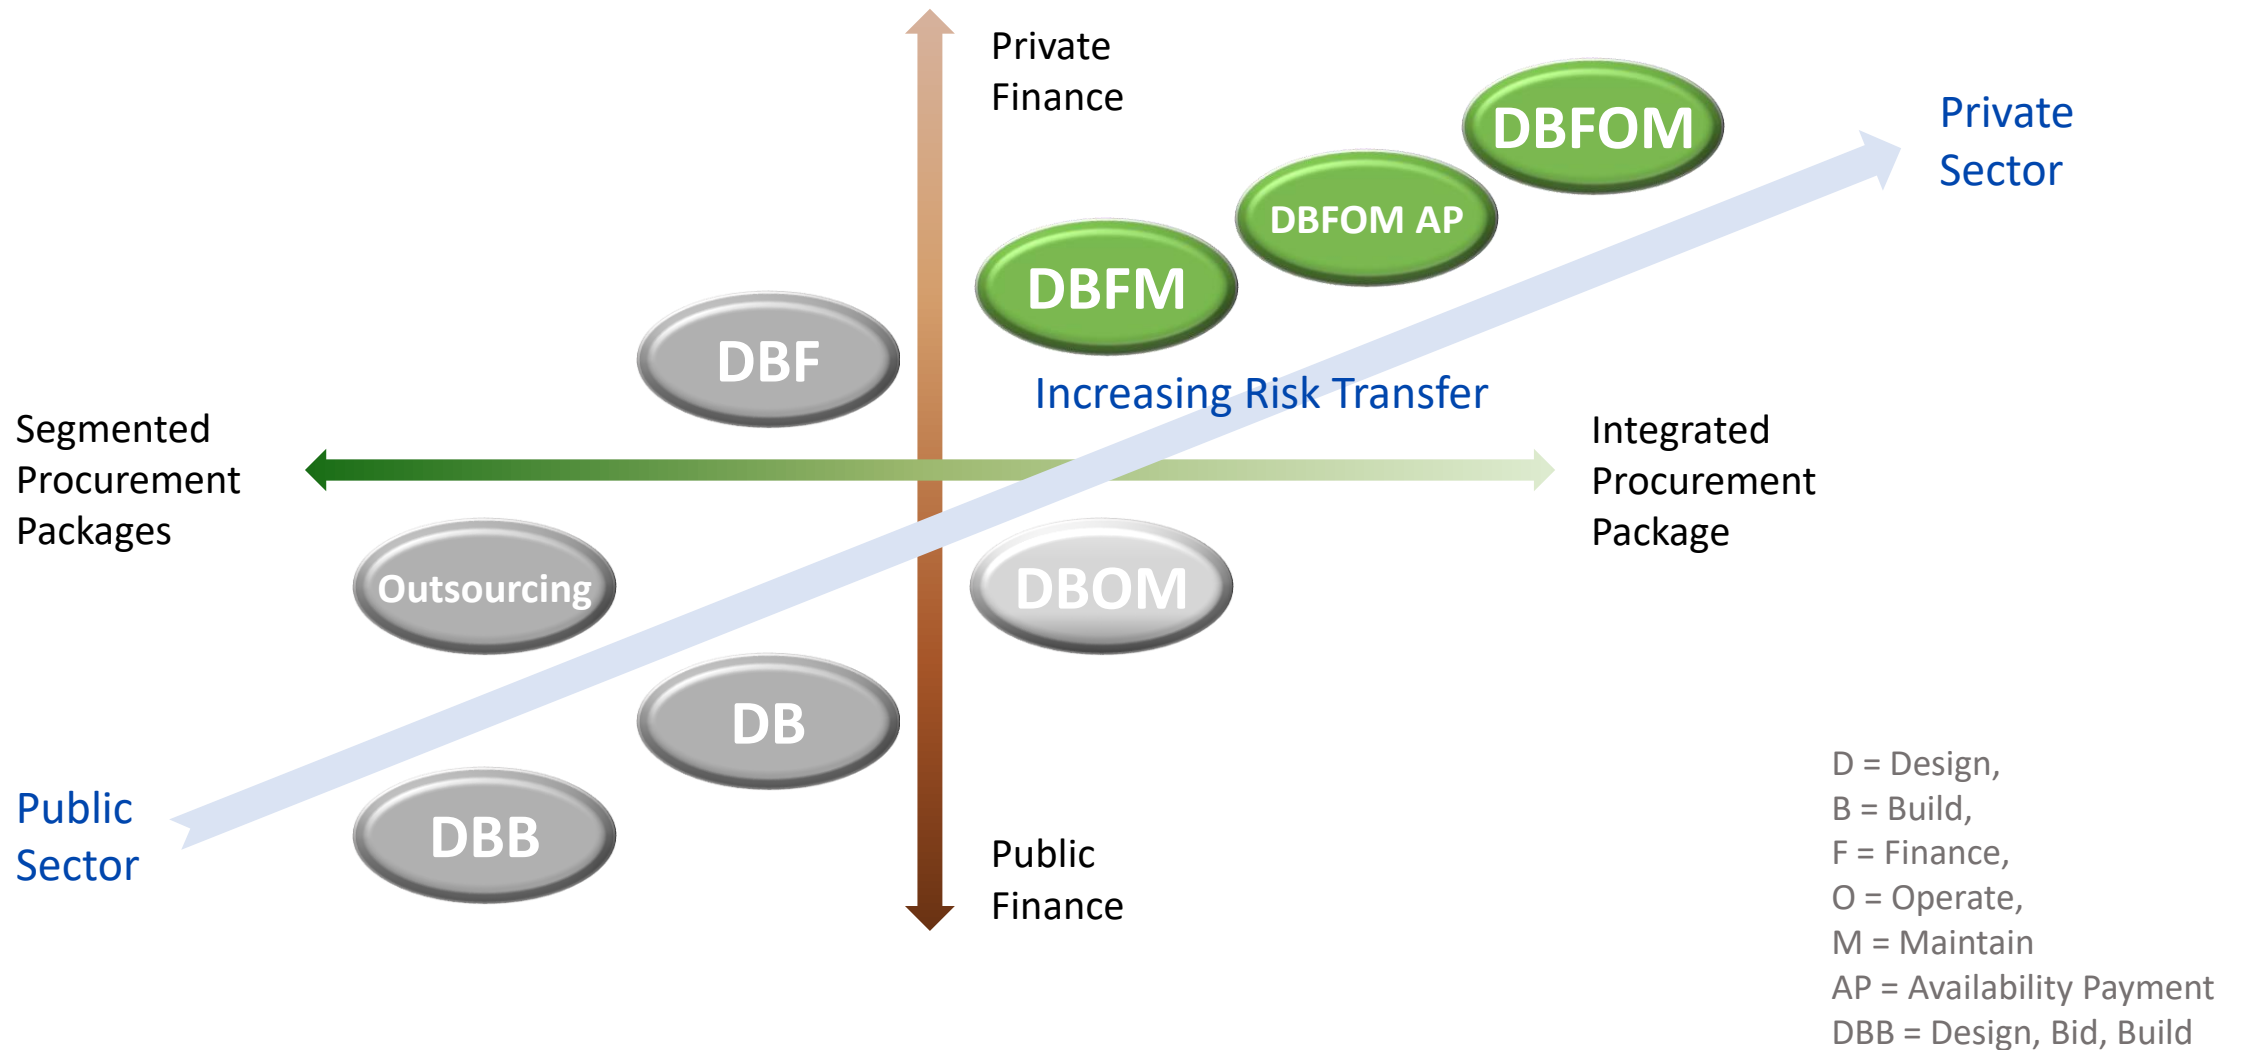 Private
Finance
DBFOM
Private
Sector
DBFOM AP
DBFM
DBF
Increasing Risk Transfer
Segmented
Procurement
Packages
Integrated
Procurement
Package
Outsourcing
DBOM
DB
DBB
Public
Sector
Public
Finance
D = Design,
B = Build,
F = Finance,
O = Operate,
M = Maintain
AP = Availability Payment
DBB = Design, Bid, Build